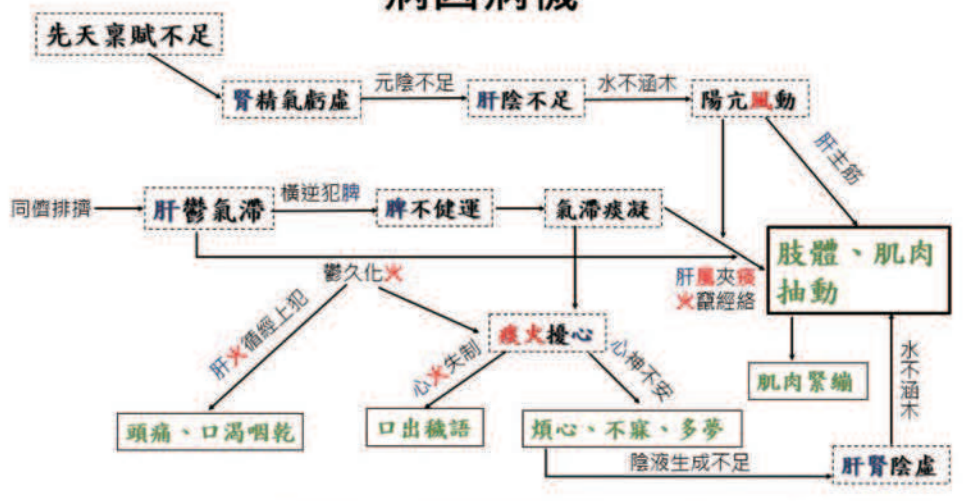 病因病機
先天稟賦不足
腎精氣虧虛
元陰不足
肝陰不足
水不涵木
陽亢風動
肝主筋
同儕排擠
肝鬱氣滯
橫逆犯脾
脾不健運
氣滯痰凝
肢體、肌肉
抽動
肝風夾痰
火竄經絡
鬱久化火
肝火循經上犯
痰火擾心
心火失制
心神不安
肌肉緊繃
水不涵木
頭痛、口渴咽乾
口出穢語
煩心、不寐、多夢
陰液生成不足
肝腎陰虛